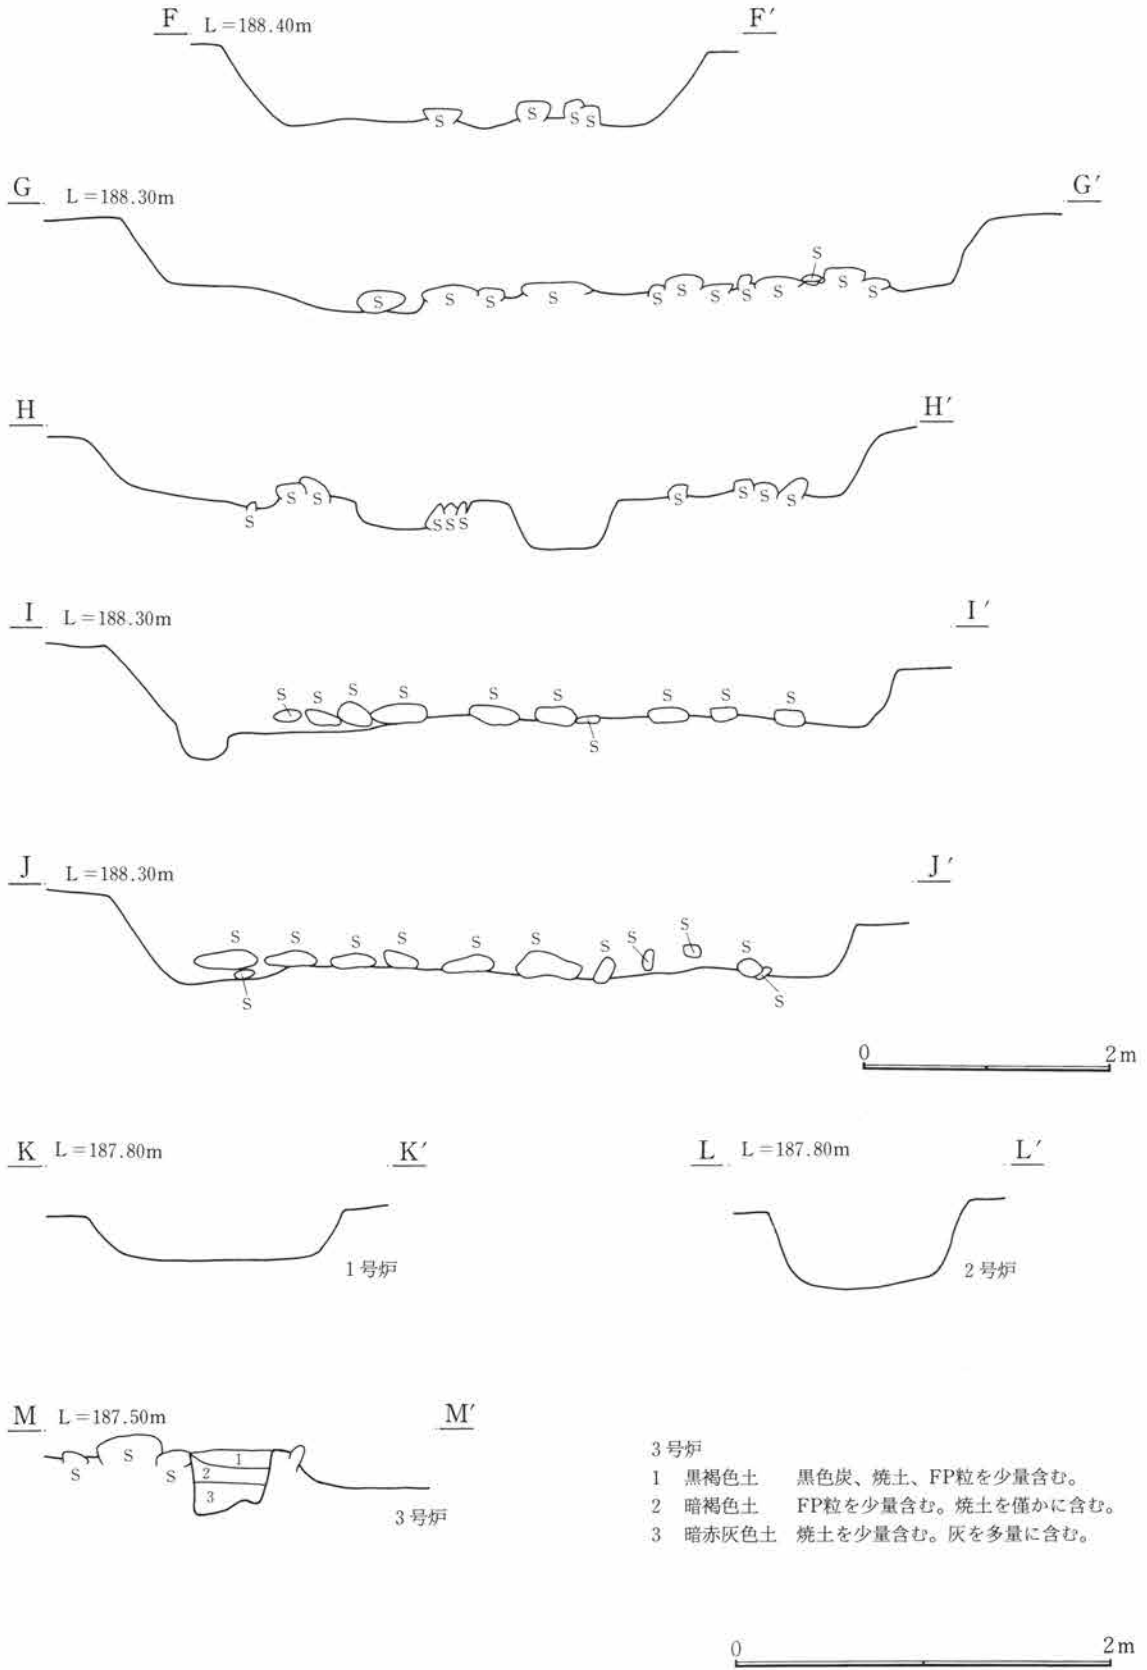 F L=188.40m F′
S S S S
G L=188.30m G′
S
S S S S S S S S S S S
H H′
S S S S S S S S S S
I L=188.30m I′
S S S S S S S S S
S
J L=188.30m J′
S S S S S S S S S S
S S
0 2m
K L=187.80m K′
1号炉
L L=187.80m L′
2号炉
M L=187.50m M′
S S S 1 2 3
3号炉
3号炉
1 黒褐色土 黒色炭、焼土、FP粒を少量含む。
2 暗褐色土 FP粒を少量含む。焼土を僅かに含む。
3 暗赤灰色土 焼土を少量含む。灰を多量に含む。
0 2m